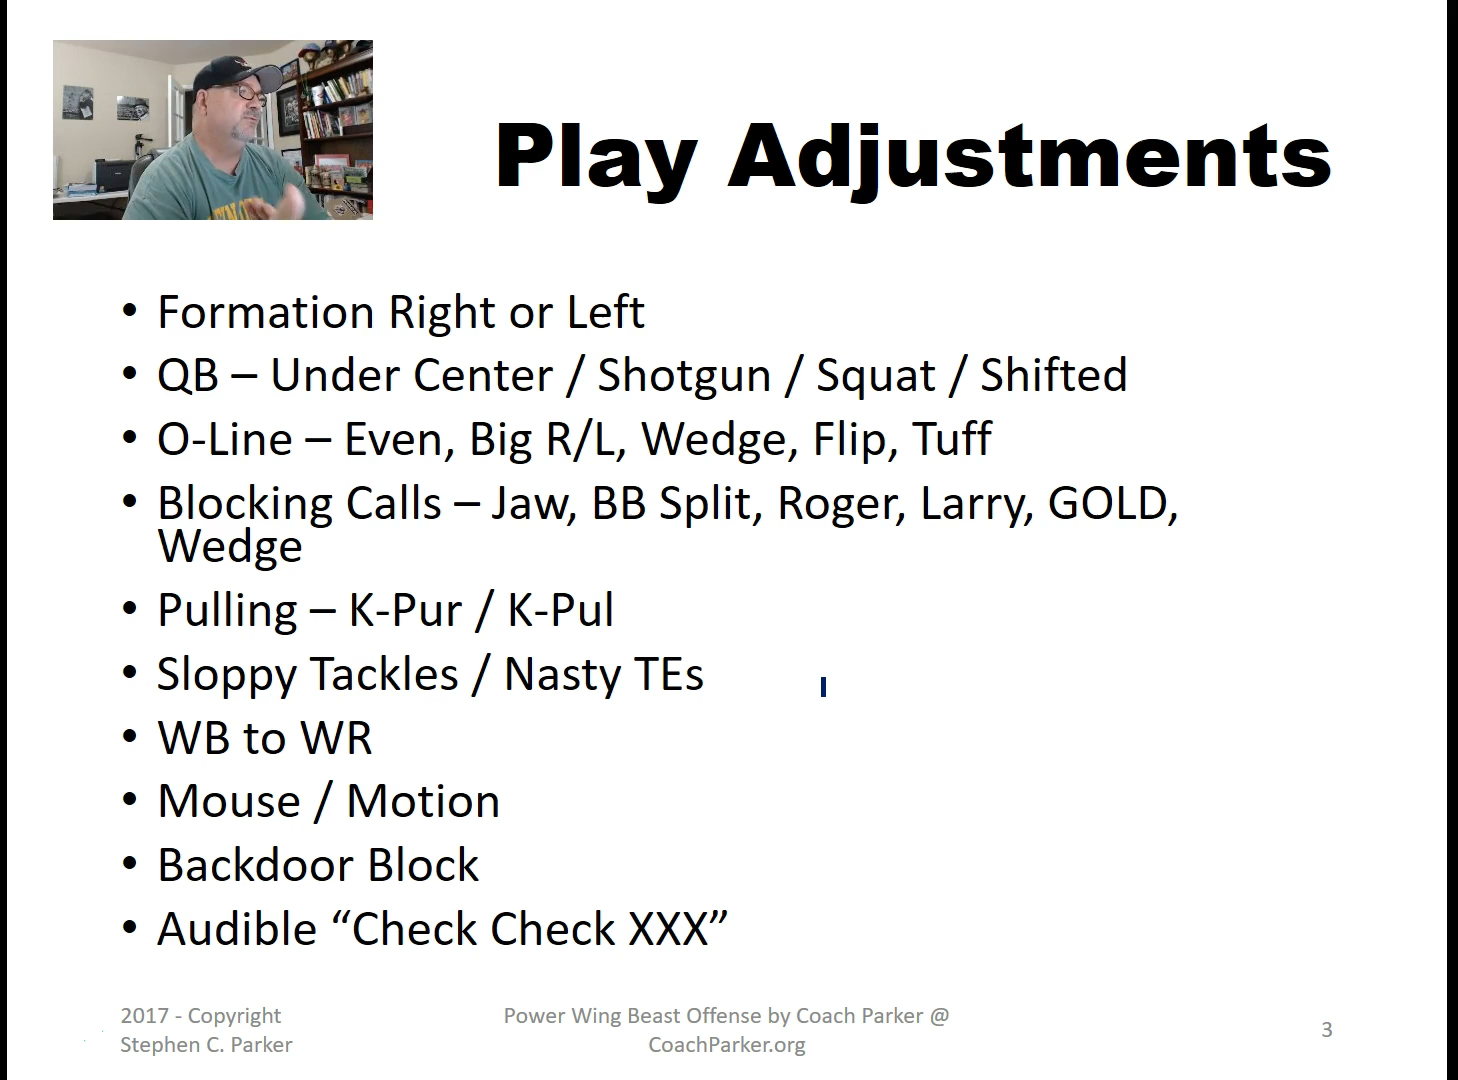 Play Adjustments
• Formation Right or Left
• QB – Under Center / Shotgun / Squat / Shifted
• O-Line – Even, Big R/L, Wedge, Flip, Tuff
• Blocking Calls – Jaw, BB Split, Roger, Larry, GOLD,
Wedge
• Pulling – K-Pur / K-Pul
• Sloppy Tackles / Nasty TEs
• WB to WR
• Mouse / Motion
• Backdoor Block
• Audible “Check Check XXX”
2017 - Copyright
Stephen C. Parker
Power Wing Beast Offense by Coach Parker @
CoachParker.org
3